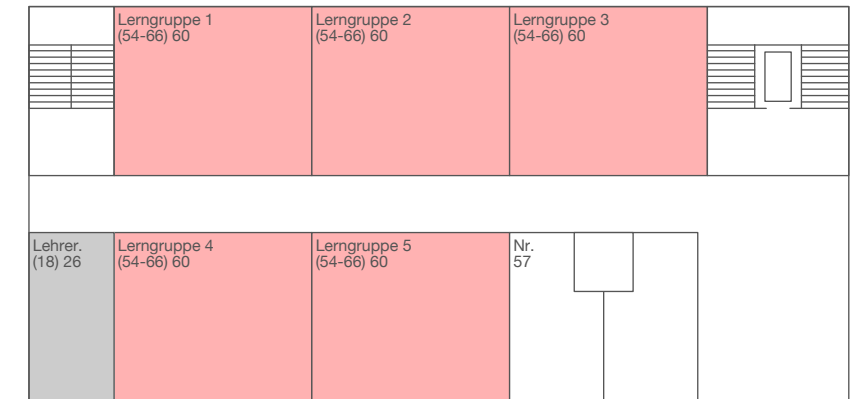 Lerngruppe 1
(54-66) 60
Lerngruppe 2
(54-66) 60
Lerngruppe 3
(54-66) 60
Lehrer.
(18) 26
Lerngruppe 4
(54-66) 60
Lerngruppe 5
(54-66) 60
Nr.
57